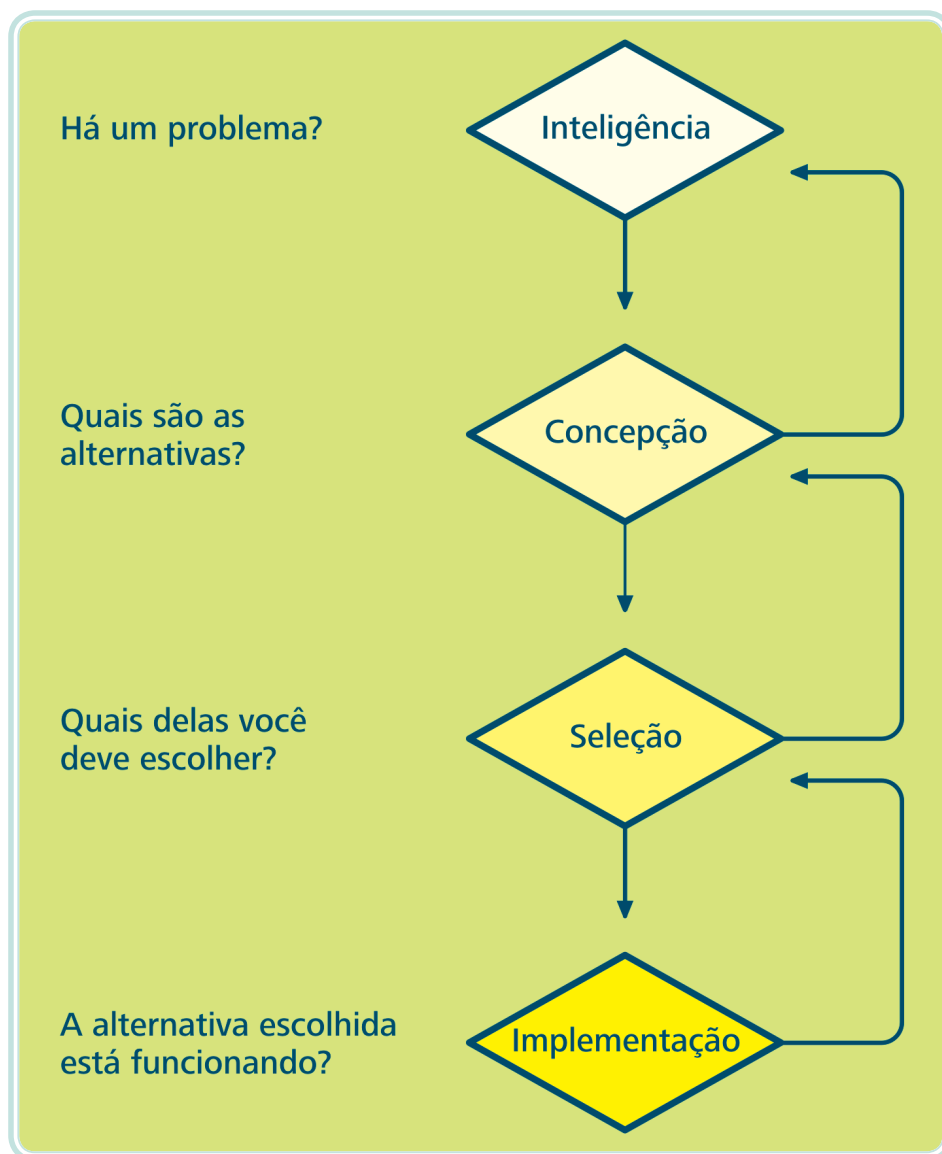 Há um problema?
Inteligência
Quais são as
alternativas?
Concepção
Quais delas você
deve escolher?
Seleção
A alternativa escolhida
está funcionando?
Implementação